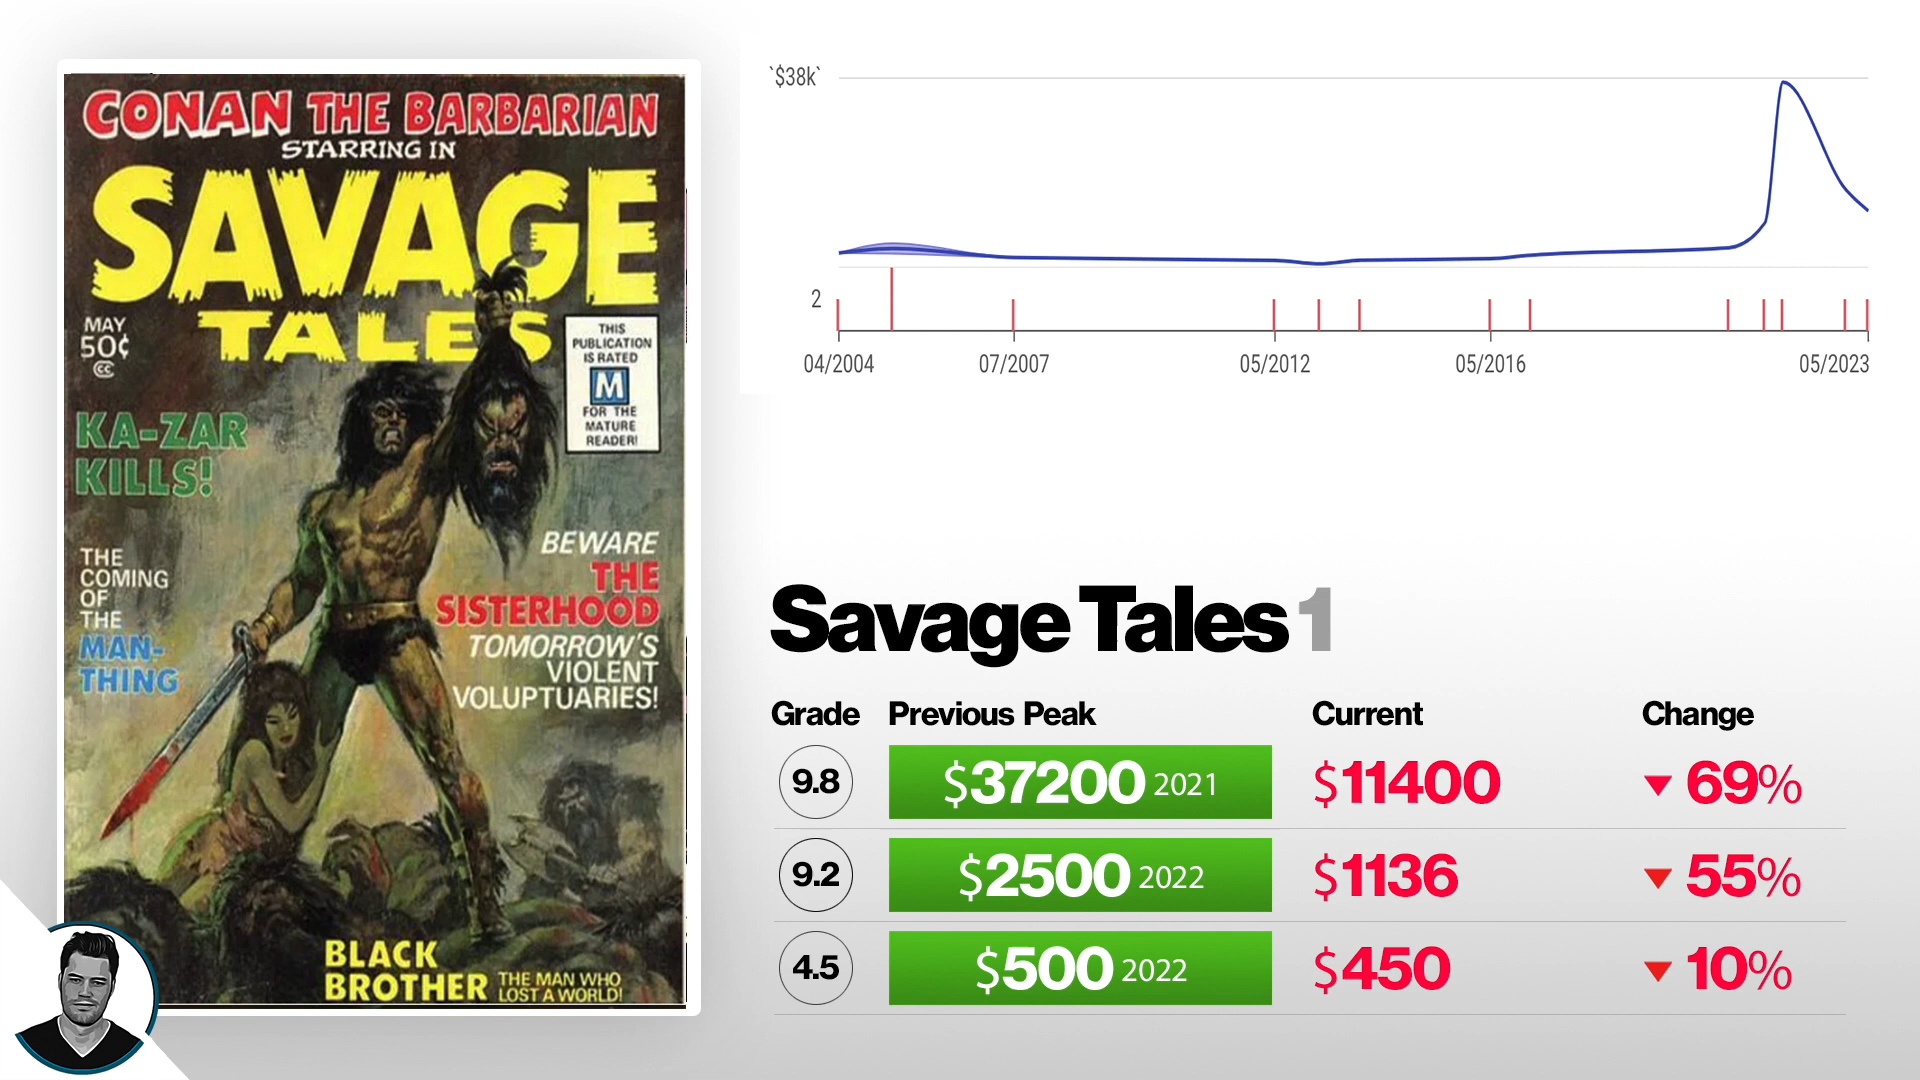 CONAN THE BARBARIAN
STARRING IN
SAVAGE
TALES
MAY
50¢
CC
THIS
PUBLICATION
IS RATED
M
FOR THE
MATURE
READER!
KA-ZAR
KILLS!
THE
COMING
OF
THE
MAN-
THING
BEWARE
THE
SISTERHOOD
TOMORROW'S
VIOLENT
VOLUPTUARIES!
BLACK
BROTHER THE MAN WHO
LOST A WORLD!
`$38k`
2
04/2004 07/2007 05/2012 05/2016 05/2023
Savage Tales 1
Grade Previous Peak Current Change
9.8 $37200 2021 $11400 ▼ 69%
9.2 $2500 2022 $1136 ▼ 55%
4.5 $500 2022 $450 ▼ 10%